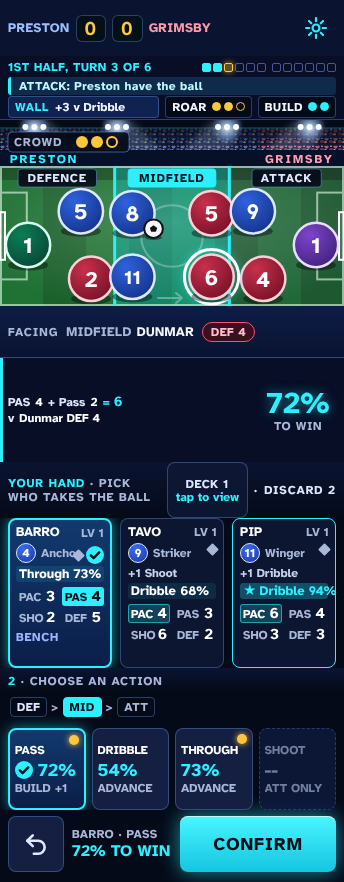 PRESTON 0 0 GRIMSBY
1ST HALF, TURN 3 OF 6
ATTACK: Preston have the ball
WALL +3 v Dribble ROAR BUILD
CROWD
PRESTON GRIMSBY
DEFENCE MIDFIELD ATTACK
5 8 5 9
1 1
2 11 6 4
FACING MIDFIELD DUNMAR DEF 4
PAS 4 + Pass 2 = 6
v Dunmar DEF 4
72%
TO WIN
YOUR HAND · PICK
WHO TAKES THE BALL
DECK 1
tap to view
· DISCARD 2
BARRO LV 1
4 Ancho
Through 73%
PAC 3 PAS 4
SHO 2 DEF 5
BENCH
TAVO LV 1
9 Striker
+1 Shoot
Dribble 68%
PAC 4 PAS 3
SHO 6 DEF 2
PIP LV 1
11 Winger
+1 Dribble
★ Dribble 94%
PAC 6 PAS 4
SHO 3 DEF 3
2 · CHOOSE AN ACTION
DEF > MID > ATT
PASS
72%
BUILD +1
DRIBBLE
54%
ADVANCE
THROUGH
73%
ADVANCE
SHOOT
--
ATT ONLY
BARRO · PASS
72% TO WIN
CONFIRM